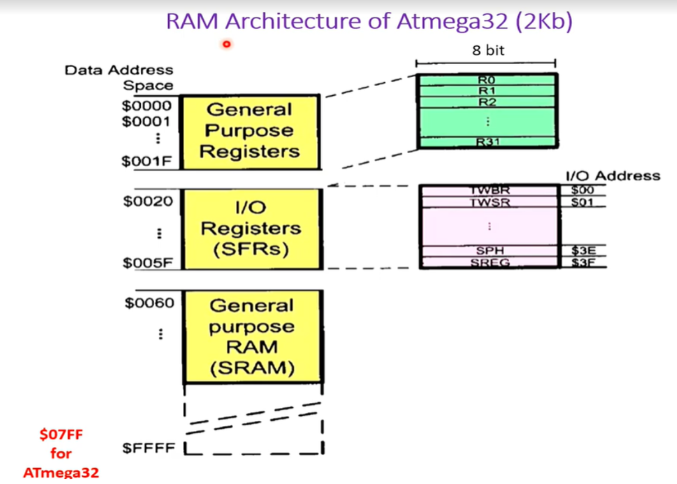 RAM Architecture of Atmega32 (2Kb)
8 bit
Data Address
Space
$0000
$0001
$001F
General
Purpose
Registers
R0
R1
R2
R31
I/O Address
$0020
$005F
I/O
Registers
(SFRs)
TWBR $00
TWSR $01
SPH $3E
SREG $3F
$0060
General
purpose
RAM
(SRAM)
$FFFF
$07FF
for
ATmega32